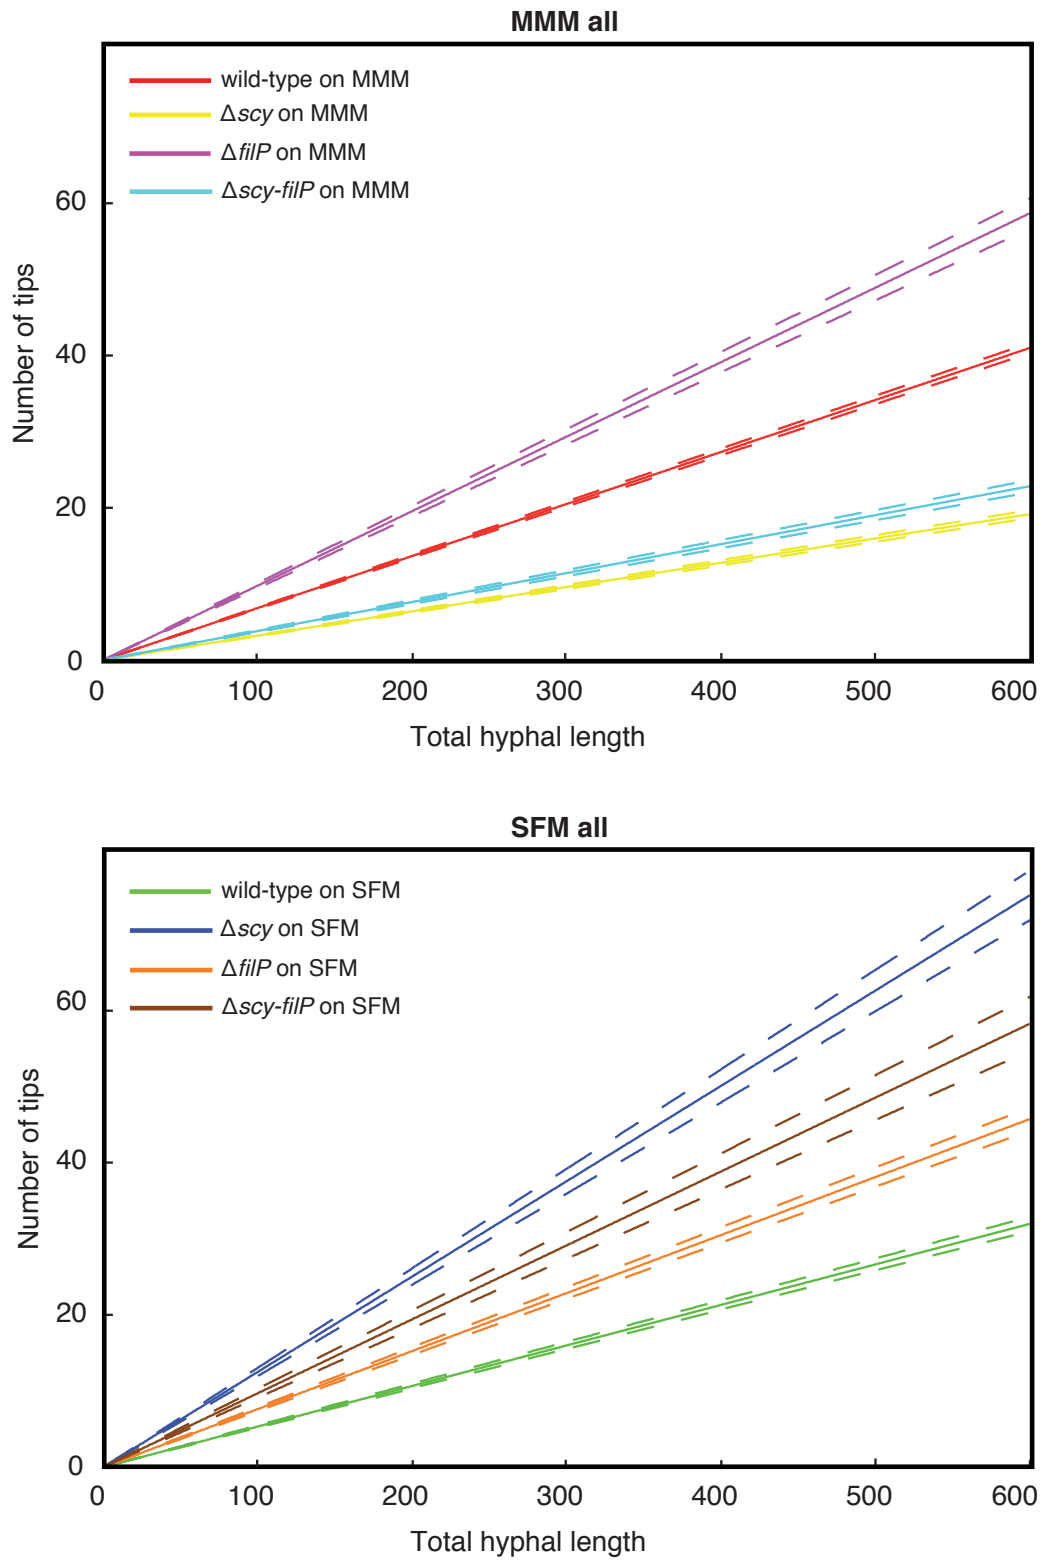 MMM all
wild-type on MMM
Δscy on MMM
ΔfilP on MMM
Δscy-filP on MMM
60
40
20
0
Number of tips
0 100 200 300 400 500 600
Total hyphal length
SFM all
wild-type on SFM
Δscy on SFM
ΔfilP on SFM
Δscy-filP on SFM
60
40
20
0
Number of tips
0 100 200 300 400 500 600
Total hyphal length